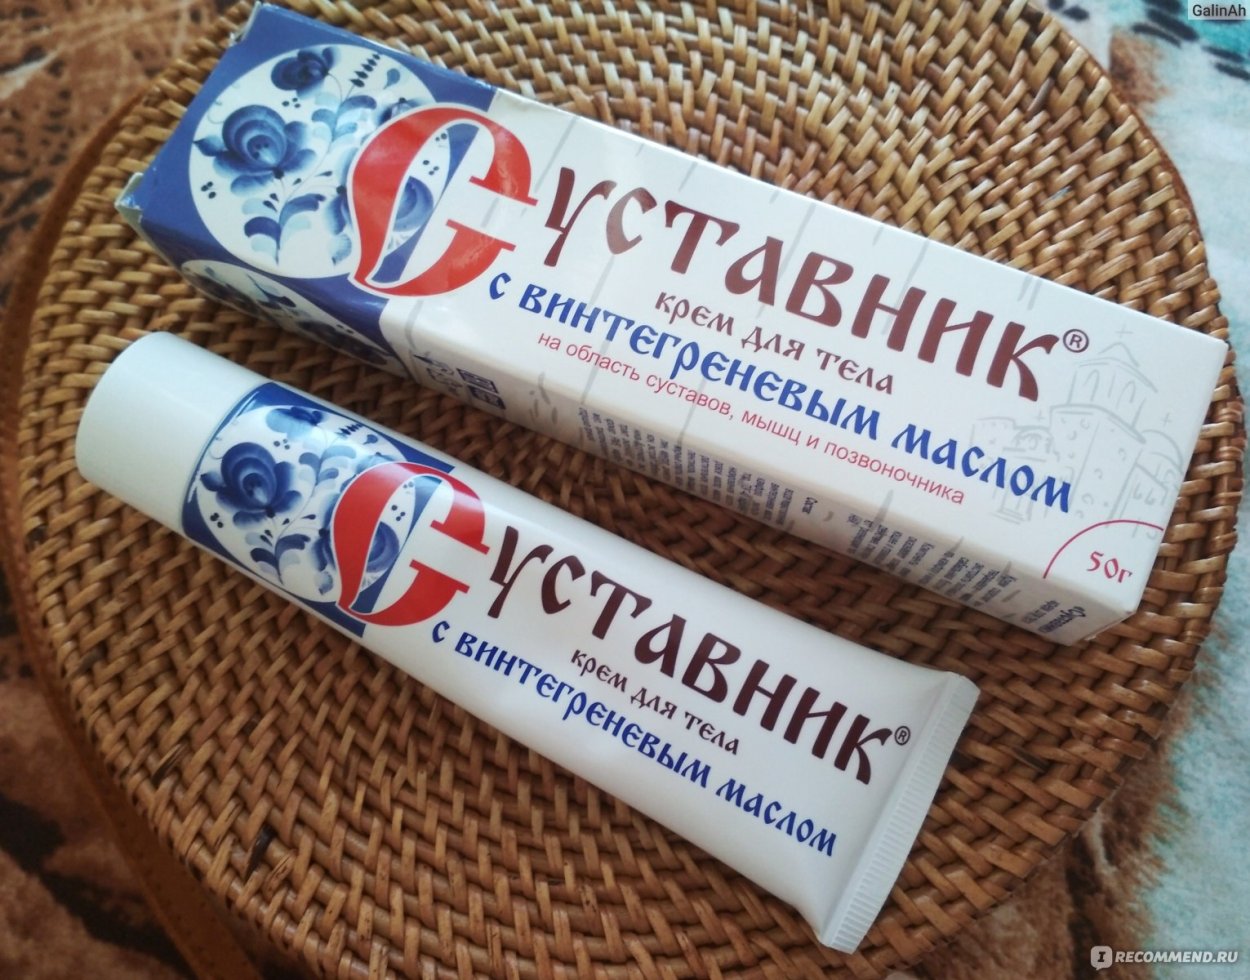 GalinAh
Суставник®
крем для тела
с винтегреневым маслом
на область суставов, мышц и позвоночника
50г
Суставник®
крем для тела
с винтегреневым маслом
IRECOMMEND.RU